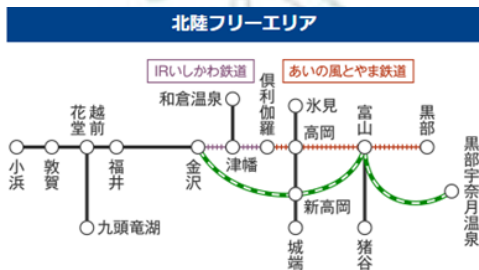 北陸フリーエリア
IRいしかわ鉄道
あいの風とやま鉄道
和倉温泉
倶利伽羅
氷見
越前花堂
高岡
富山
黒部
小浜
敦賀
福井
金沢
津幡
新高岡
黒部宇奈月温泉
九頭竜湖
城端
猪谷